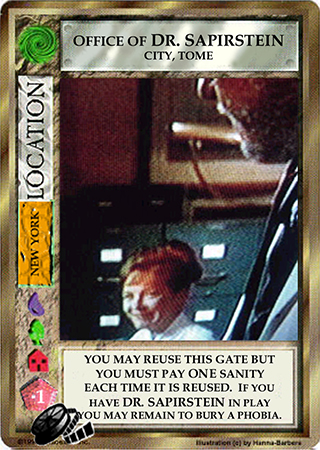 OFFICE OF DR. SAPIRSTEIN
CITY, TOME
LOCATION
NEW YORK
YOU MAY REUSE THIS GATE BUT
YOU MUST PAY ONE SANITY
EACH TIME IT IS REUSED. IF YOU
HAVE DR. SAPIRSTEIN IN PLAY
YOU MAY REMAIN TO BURY A PHOBIA.
-1
Illustration (c) by Hanna-Barbera